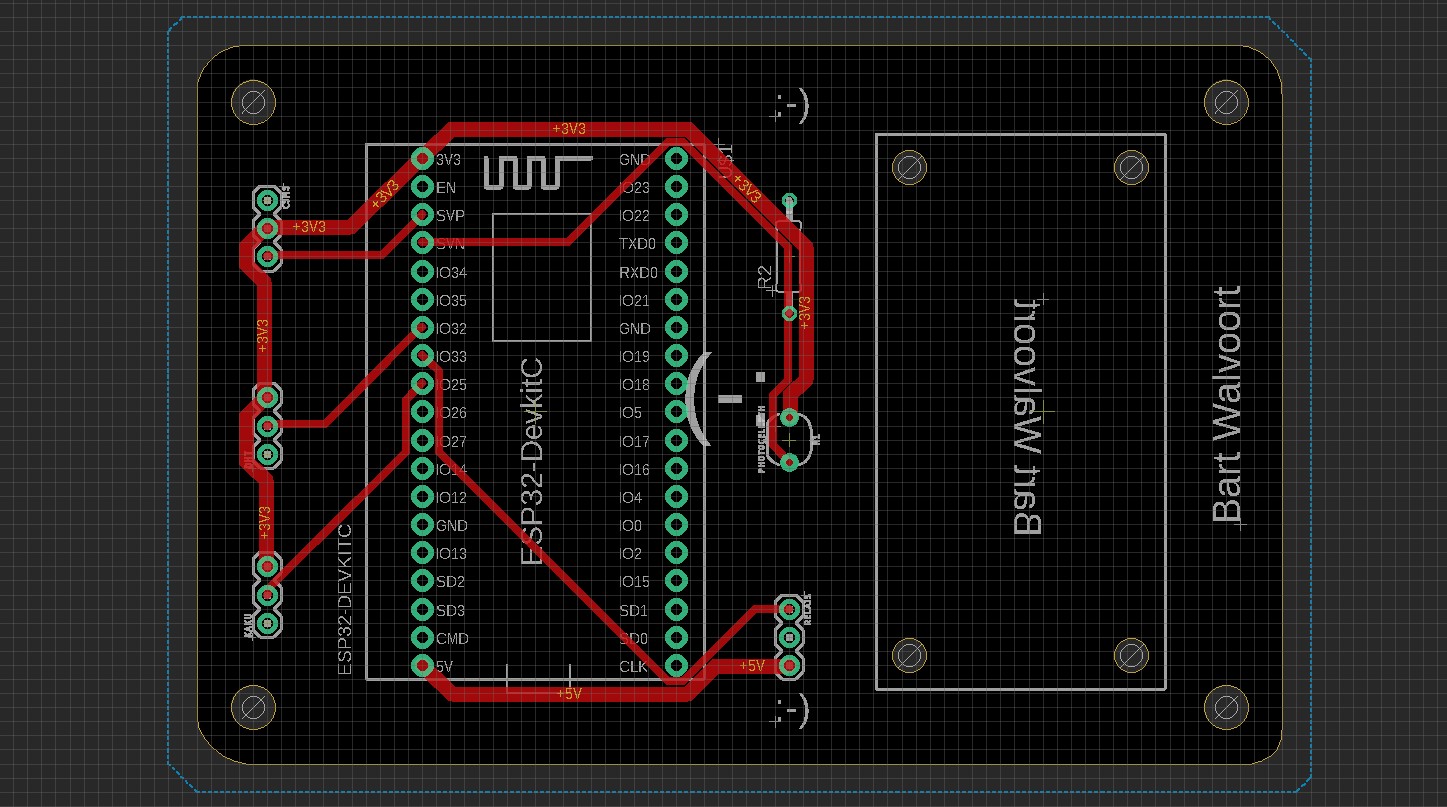 :-)
+3V3
3V3
EN
SVP
SVN
IO34
IO35
IO32
IO33
IO25
IO26
IO27
IO14
IO12
GND
IO13
SD2
SD3
CMD
5V
GND
IO23
IO22
TXD0
RXD0
IO21
GND
IO19
IO18
IO5
IO17
IO16
IO4
IO0
IO2
IO15
SD1
SD0
CLK
+3V3
+3V3
+3V3
+3V3
+3V3
+3V3
ESP32-DevkitC
ESP32-DEVKITC
DHT
KAKU
R2
PHOTOCELL
RELAIS
+5V
+5V
:-)
Bart Walvoort
Bart Walvoort